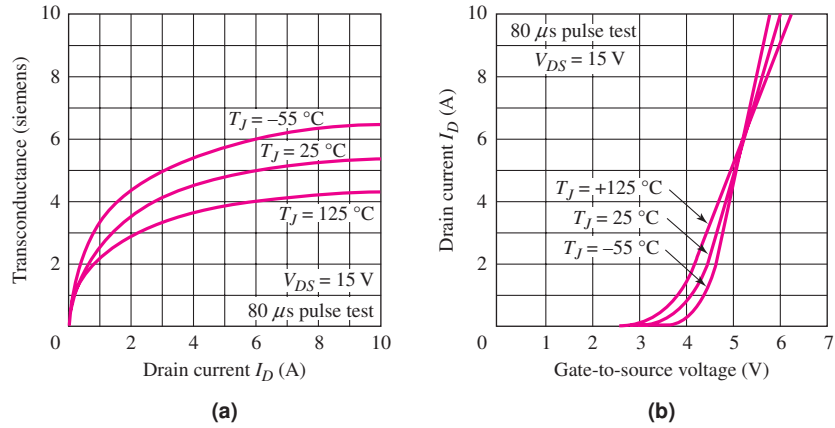 10
8
6
4
2
0
0
2
4
6
8
10
Transconductance (siemens)
Drain current I_D (A)
T_J = –55 °C
T_J = 25 °C
T_J = 125 °C
V_DS = 15 V
80 μs pulse test
(a)
10
8
6
4
2
0
1
2
3
4
5
6
7
Drain current I_D (A)
Gate-to-source voltage (V)
80 μs pulse test
V_DS = 15 V
T_J = +125 °C
T_J = 25 °C
T_J = –55 °C
(b)